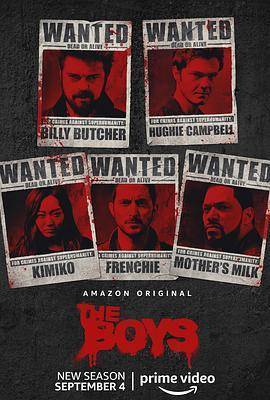 WANTED
DEAD OR ALIVE
FOR CRIMES AGAINST SUPERHUMANITY
BILLY BUTCHER
WANTED
DEAD OR ALIVE
FOR CRIMES AGAINST SUPERHUMANITY
HUGHIE CAMPBELL
WANTED
DEAD OR ALIVE
FOR CRIMES AGAINST SUPERHUMANITY
KIMIKO
WANTED
DEAD OR ALIVE
FOR CRIMES AGAINST SUPERHUMANITY
FRENCHIE
WANTED
DEAD OR ALIVE
FOR CRIMES AGAINST SUPERHUMANITY
MOTHER'S MILK
AMAZON ORIGINAL
THE
BOYS
NEW SEASON
SEPTEMBER 4
prime video